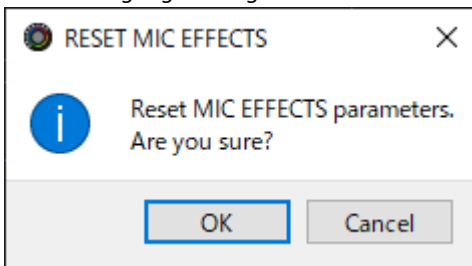 RESET MIC EFFECTS
Reset MIC EFFECTS parameters.
Are you sure?
OK
Cancel